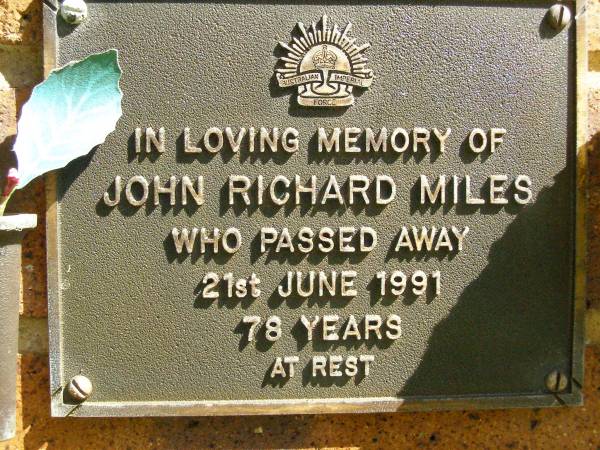 AUSTRALIAN IMPERIAL
FORCE
IN LOVING MEMORY OF
JOHN RICHARD MILES
WHO PASSED AWAY
21st JUNE 1991
78 YEARS
AT REST